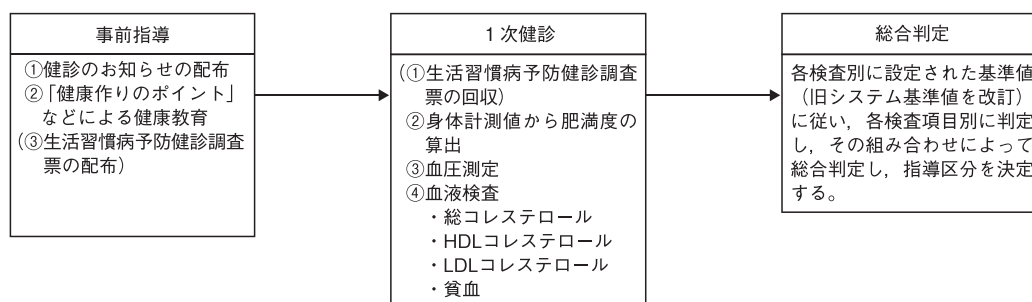 事前指導
①健診のお知らせの配布
②「健康作りのポイント」
などによる健康教育
(③生活習慣病予防健診調査
票の配布)
1次健診
(①生活習慣病予防健診調査
票の回収)
②身体計測値から肥満度の
算出
③血圧測定
④血液検査
・総コレステロール
・HDLコレステロール
・LDLコレステロール
・貧血
総合判定
各検査別に設定された基準値
(旧システム基準値を改訂)
に従い，各検査項目別に判定
し，その組み合わせによって
総合判定し，指導区分を決定
する。